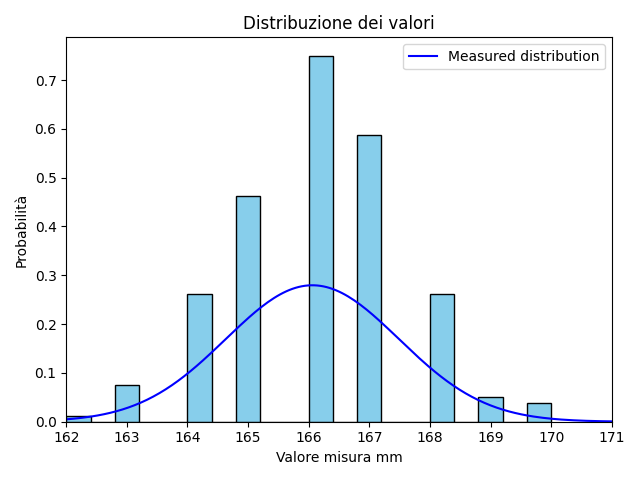 Distribuzione dei valori
Measured distribution
Probabilità
0.7
0.6
0.5
0.4
0.3
0.2
0.1
0.0
162 163 164 165 166 167 168 169 170 171
Valore misura mm